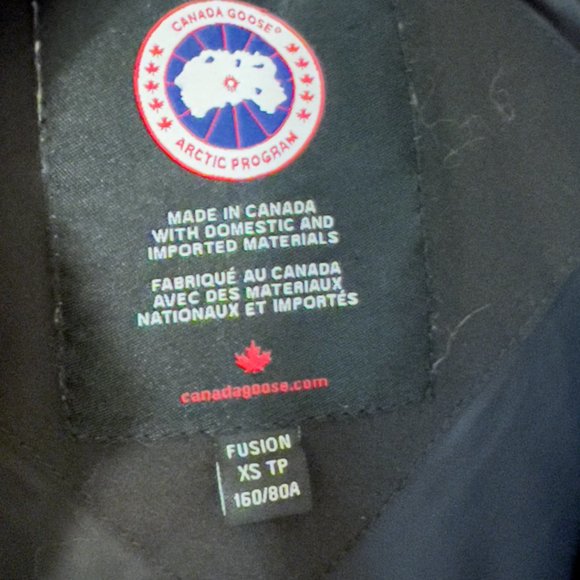 CANADA GOOSE®
ARCTIC PROGRAM
MADE IN CANADA
WITH DOMESTIC AND
IMPORTED MATERIALS
FABRIQUÉ AU CANADA
AVEC DES MATERIAUX
NATIONAUX ET IMPORTÉS
canadagoose.com
FUSION
XS TP
160/80A